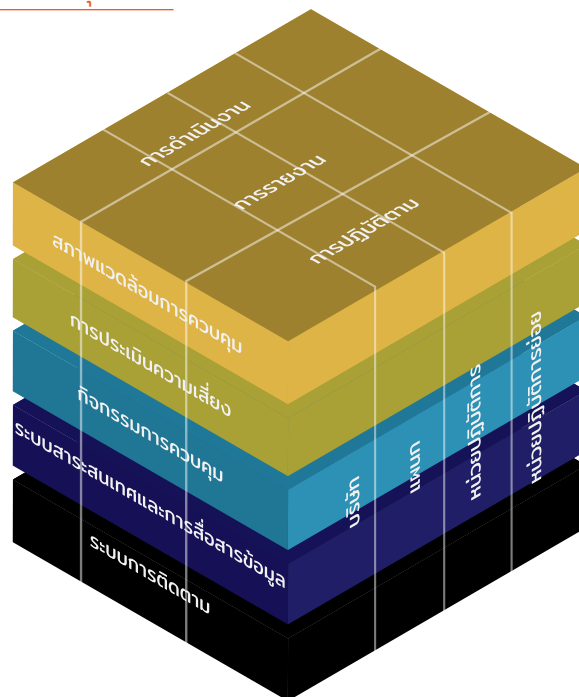 การดำเนินงาน
การรายงาน
การปฏิบัติตาม
สภาพแวดล้อมการควบคุม
การประเมินความเสี่ยง
กิจกรรมการควบคุม
ระบบสาระสนเทศและการสื่อสารข้อมูล
ระบบการติดตาม
บริษัท
แผนก
หน่วยปฏิบัติการ
หน่วยปฏิบัติการย่อย